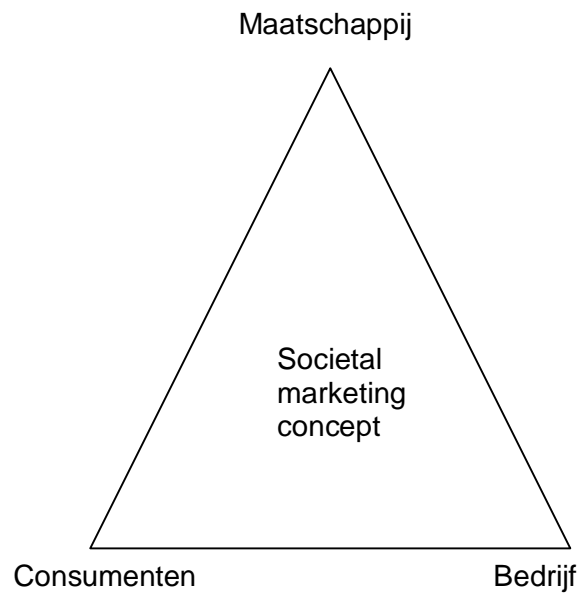 Maatschappij
Societal
marketing
concept
Consumenten
Bedrijf